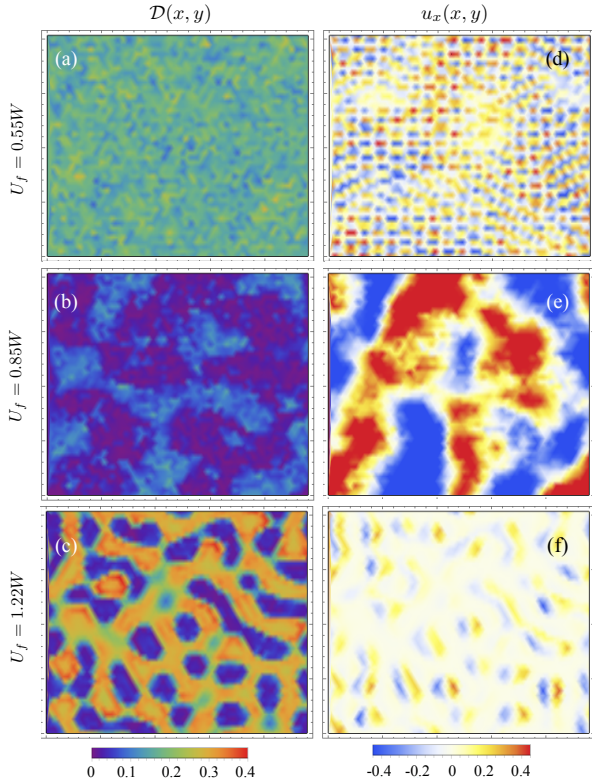 𝒟(x, y) u_x(x, y)
U_f = 0.55W
(a) (d)
U_f = 0.85W
(b) (e)
U_f = 1.22W
(c) (f)
0 0.1 0.2 0.3 0.4 -0.4 -0.2 0 0.2 0.4